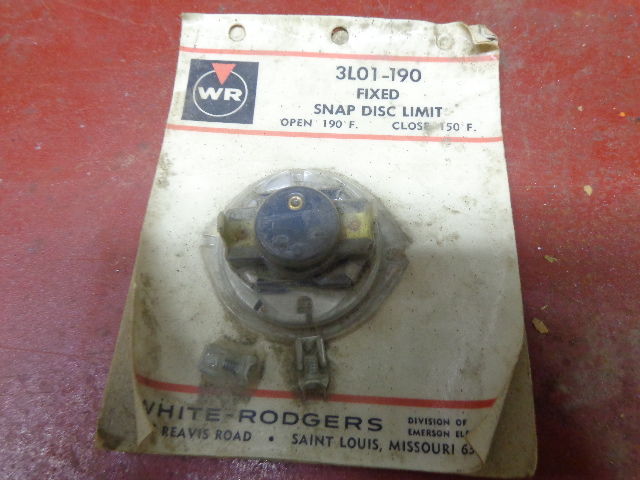 WR
3L01-190
FIXED
SNAP DISC LIMIT
OPEN 190°F. CLOSE 150°F.
WHITE-RODGERS
DIVISION OF
EMERSON
REAVIS ROAD • SAINT LOUIS, MISSOURI